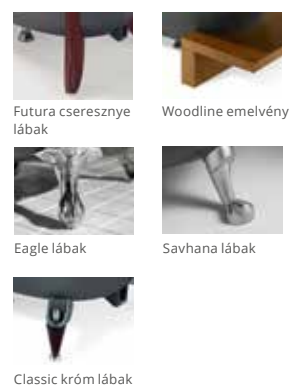 Futura cseresznye
lábak
Woodline emelvény
Eagle lábak
Savhana lábak
Classic króm lábak